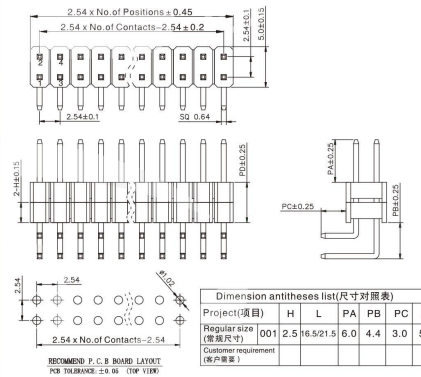 2.54 x No.of Positions±0.45
2.54 x No.of Contacts-2.54±0.2
2.54±0.1
5.0±0.15
2 4
1 3
2.54±0.1
SQ 0.64
2-H±0.15
PD±0.25
PA±0.25
PC±0.25
PB±0.25
2.54
ø1.02
2.54
2.54 x No.of Contacts-2.54
RECOMMEND P.C.B BOARD LAYOUT
PCB TOLERANCE:±0.05 (TOP VIEW)
Dimension antitheses list(尺寸对照表)
Project(项目) H L PA PB PC
Regular size (常规尺寸) 001 2.5 16.5/21.5 6.0 4.4 3.0
Customer requirement
(客户需要)